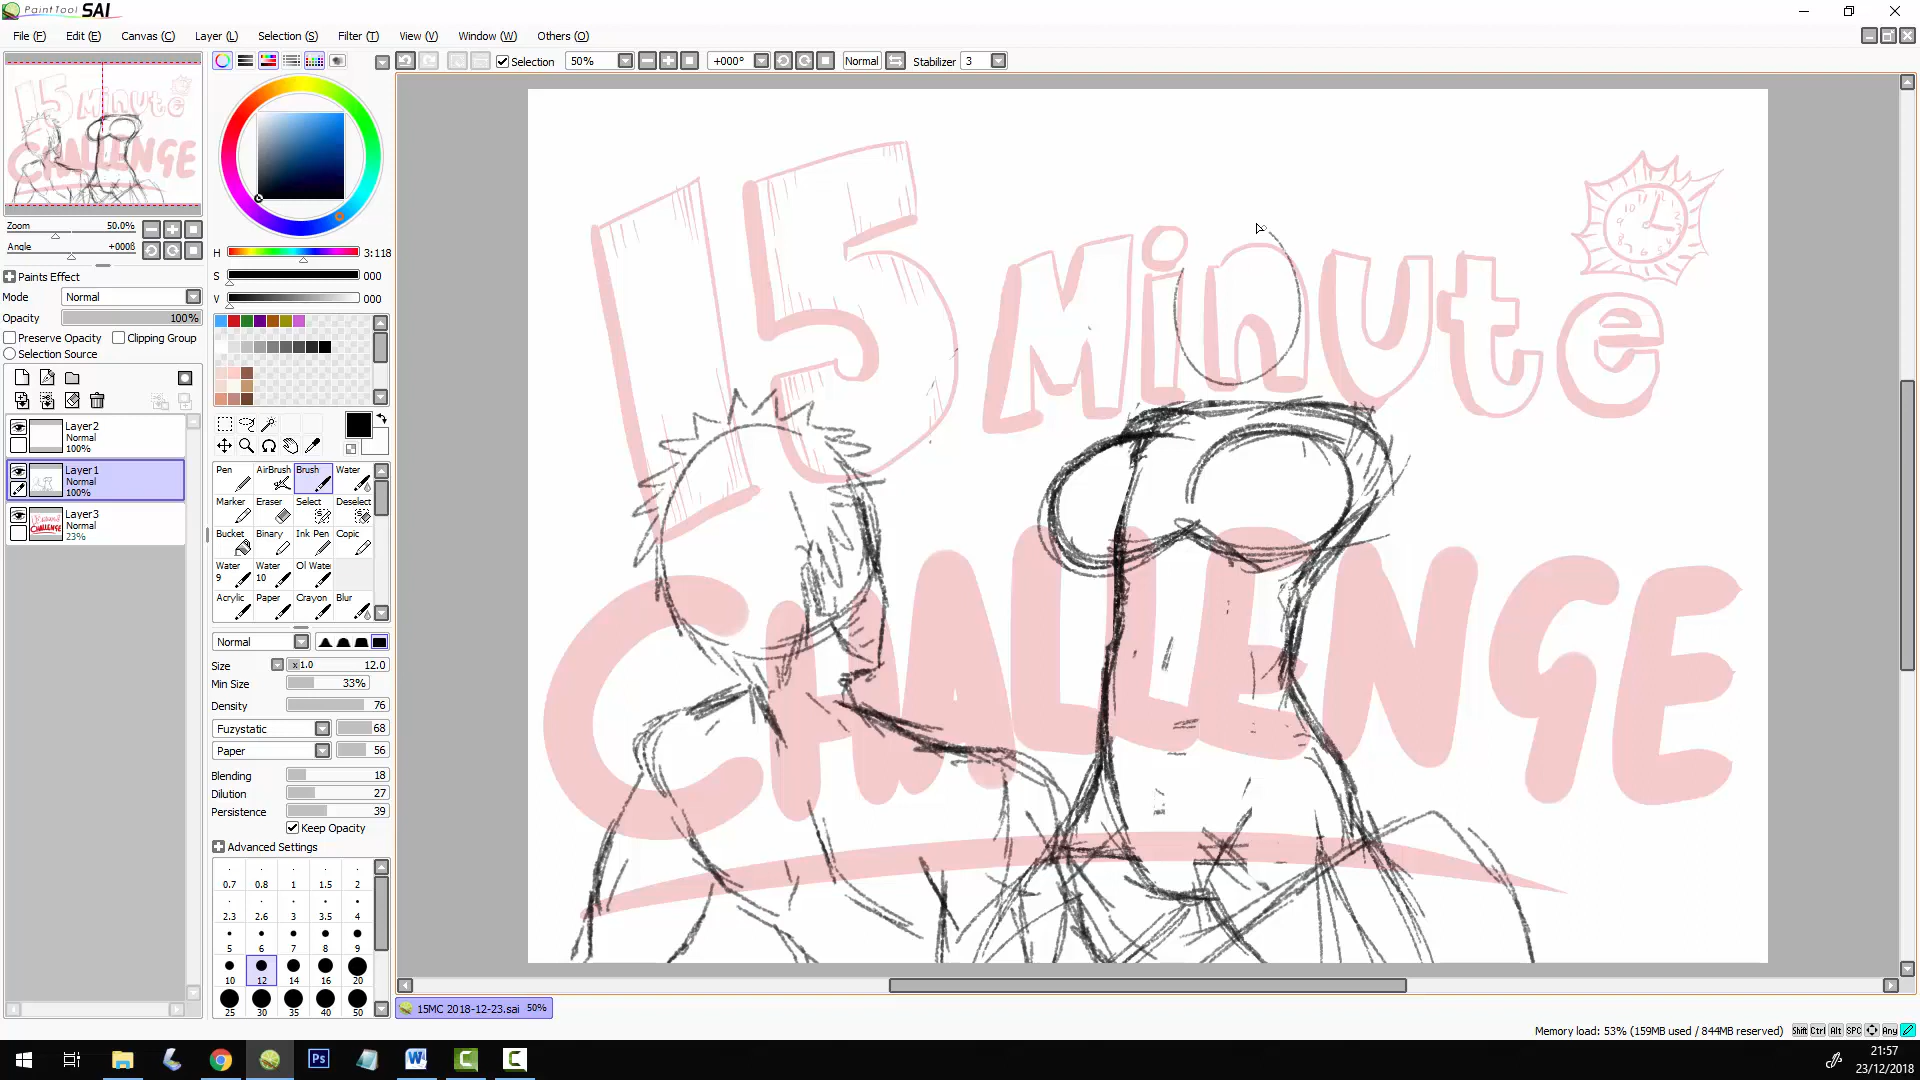 PaintTool SAI
File (F) Edit (E) Canvas (C) Layer (L) Selection (S) Filter (T) View (V) Window (W) Others (O)
Selection 50% +000° Normal Stabilizer 3
Zoom 50.0%
Angle +000ß
H 3:118
S 000
V 000
Paints Effect
Mode Normal
Opacity 100%
Preserve Opacity Clipping Group
Selection Source
Layer2
Normal
100%
Layer1
Normal
100%
Layer3
Normal
23%
Pen AirBrush Brush Water
Marker Eraser Select Deselect
Bucket Binary Ink Pen Copic
Water 9 Water 10 Ol Wate
Acrylic Paper Crayon Blur
Normal
Size x1.0 12.0
Min Size 33%
Density 76
Fuzystatic 68
Paper 56
Blending 18
Dilution 27
Persistence 39
Keep Opacity
Advanced Settings
0.7 0.8 1 1.5 2
2.3 2.6 3 3.5 4
5 6 7 8 9
10 12 14 16 20
25 30 35 40 50
15 Minute
CHALLENGE
15MC 2018-12-23.sai 50%
Memory load: 53% (159MB used / 844MB reserved) Shift Ctrl Alt SPC Any
21:57
23/12/2018